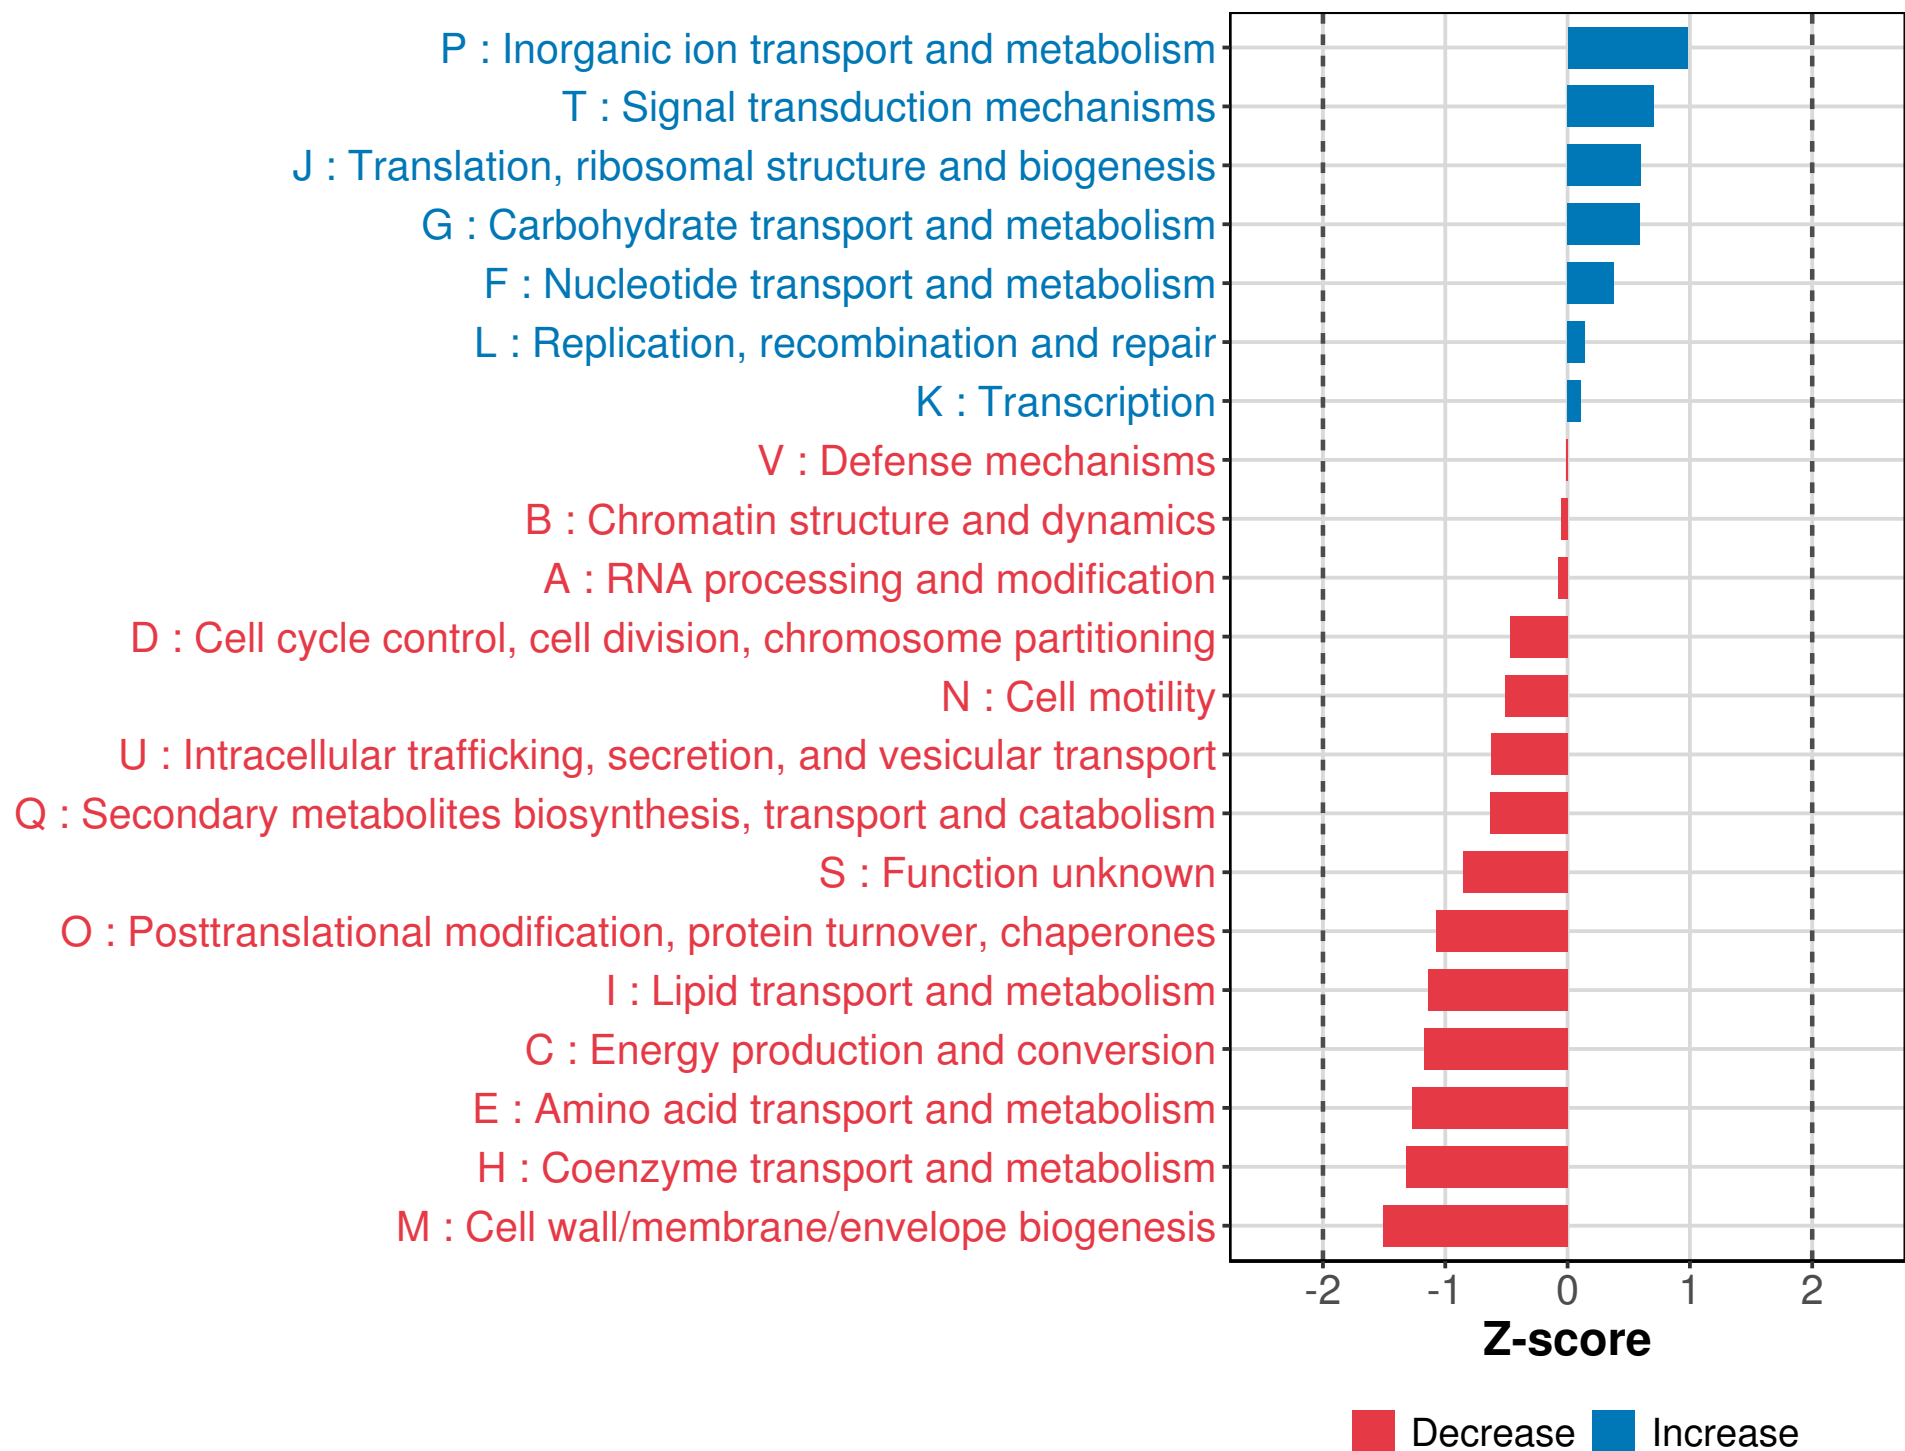 P : Inorganic ion transport and metabolism
T : Signal transduction mechanisms
J : Translation, ribosomal structure and biogenesis
G : Carbohydrate transport and metabolism
F : Nucleotide transport and metabolism
L : Replication, recombination and repair
K : Transcription
V : Defense mechanisms
B : Chromatin structure and dynamics
A : RNA processing and modification
D : Cell cycle control, cell division, chromosome partitioning
N : Cell motility
U : Intracellular trafficking, secretion, and vesicular transport
Q : Secondary metabolites biosynthesis, transport and catabolism
S : Function unknown
O : Posttranslational modification, protein turnover, chaperones
I : Lipid transport and metabolism
C : Energy production and conversion
E : Amino acid transport and metabolism
H : Coenzyme transport and metabolism
M : Cell wall/membrane/envelope biogenesis
-2 -1 0 1 2
Z-score
Decrease Increase